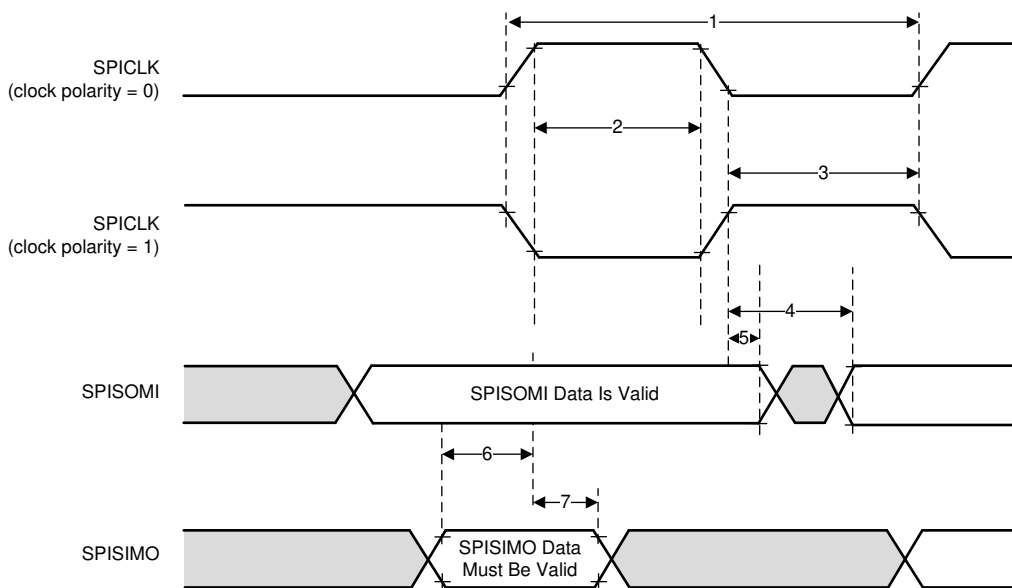 1
SPICLK
(clock polarity = 0)
2
3
SPICLK
(clock polarity = 1)
4
5
SPISOMI
SPISOMI Data Is Valid
6
7
SPISIMO
SPISIMO Data
Must Be Valid